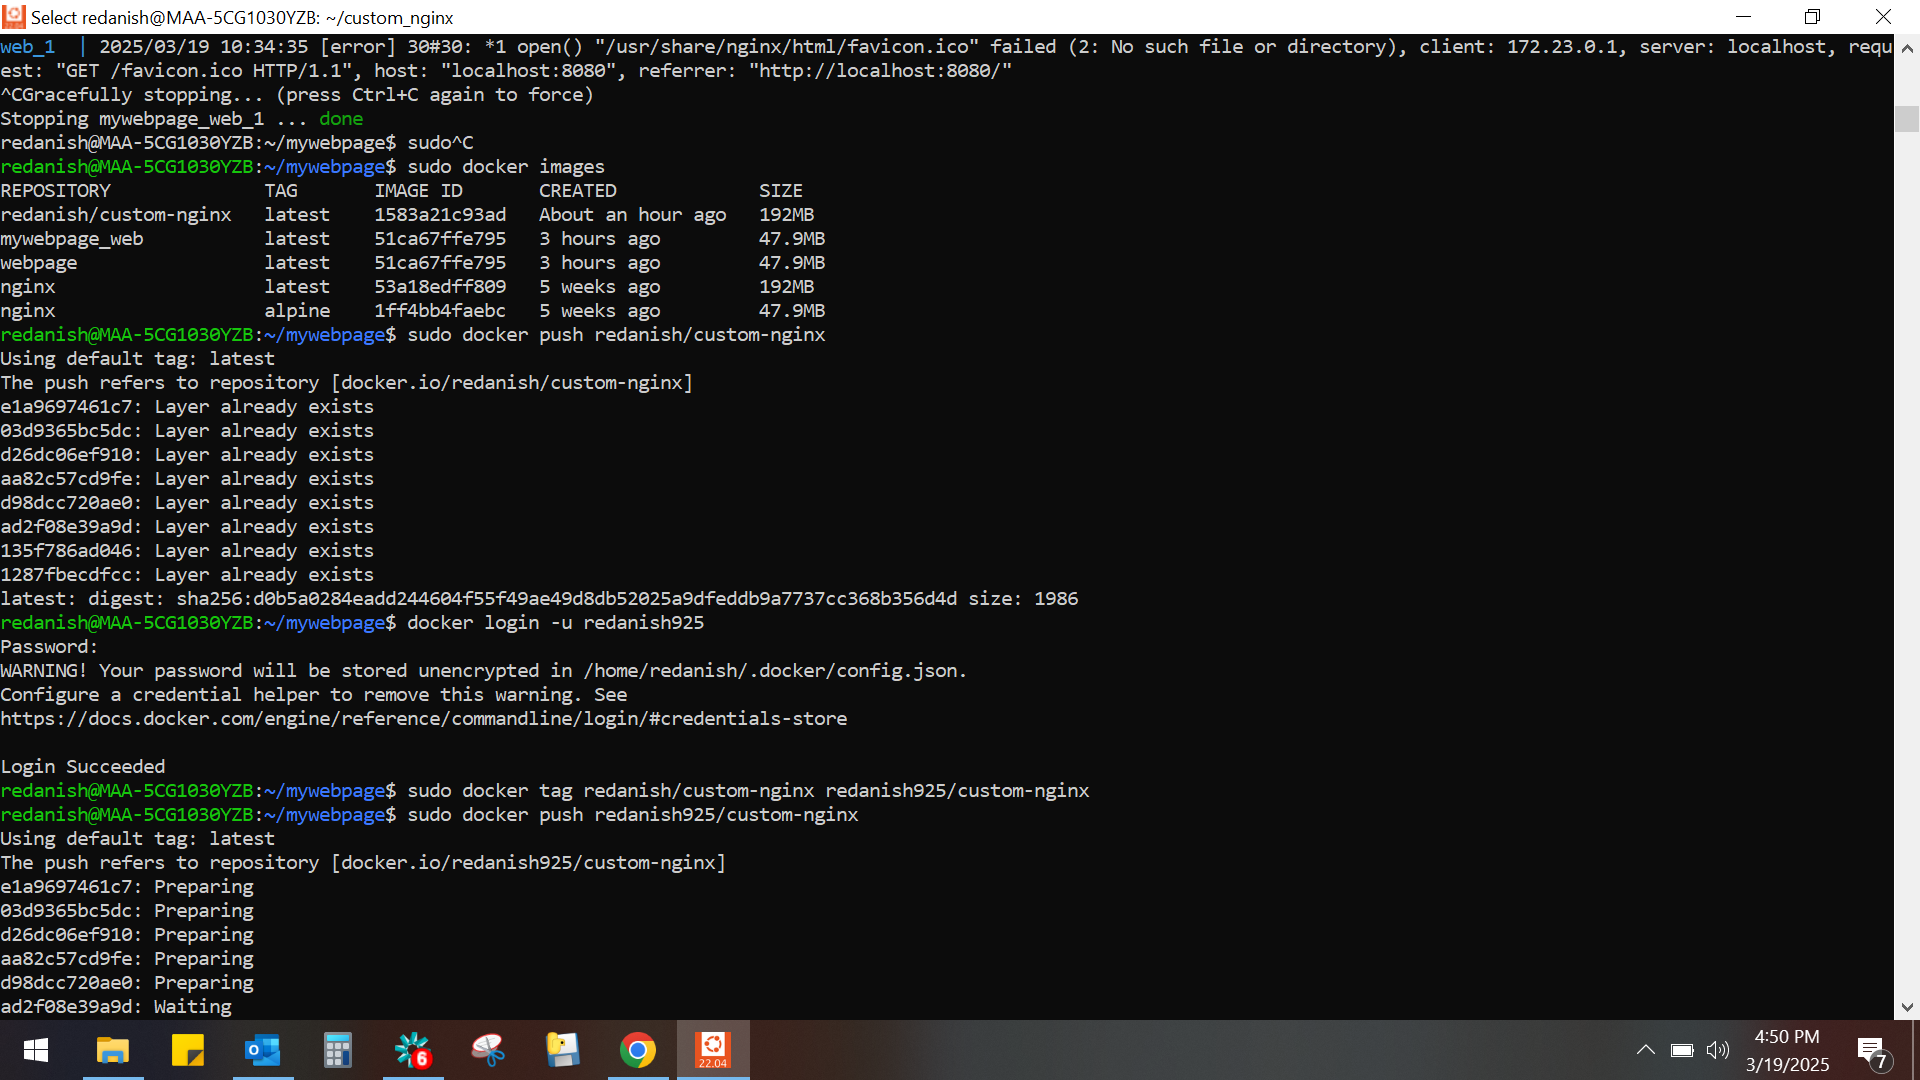 Select redanish@MAA-5CG1030YZB: ~/custom_nginx
web_1  | 2025/03/19 10:34:35 [error] 30#30: *1 open() "/usr/share/nginx/html/favicon.ico" failed (2: No such file or directory), client: 172.23.0.1, server: localhost, requ
est: "GET /favicon.ico HTTP/1.1", host: "localhost:8080", referrer: "http://localhost:8080/"
^CGracefully stopping... (press Ctrl+C again to force)
Stopping mywebpage_web_1 ... done
redanish@MAA-5CG1030YZB:~/mywebpage$ sudo^C
redanish@MAA-5CG1030YZB:~/mywebpage$ sudo docker images
REPOSITORY              TAG       IMAGE ID       CREATED             SIZE
redanish/custom-nginx   latest    1583a21c93ad   About an hour ago   192MB
mywebpage_web           latest    51ca67ffe795   3 hours ago         47.9MB
webpage                 latest    51ca67ffe795   3 hours ago         47.9MB
nginx                   latest    53a18edff809   5 weeks ago         192MB
nginx                   alpine    1ff4bb4faebc   5 weeks ago         47.9MB
redanish@MAA-5CG1030YZB:~/mywebpage$ sudo docker push redanish/custom-nginx
Using default tag: latest
The push refers to repository [docker.io/redanish/custom-nginx]
e1a9697461c7: Layer already exists
03d9365bc5dc: Layer already exists
d26dc06ef910: Layer already exists
aa82c57cd9fe: Layer already exists
d98dcc720ae0: Layer already exists
ad2f08e39a9d: Layer already exists
135f786ad046: Layer already exists
1287fbecdfcc: Layer already exists
latest: digest: sha256:d0b5a0284eadd244604f55f49ae49d8db52025a9dfeddb9a7737cc368b356d4d size: 1986
redanish@MAA-5CG1030YZB:~/mywebpage$ docker login -u redanish925
Password:
WARNING! Your password will be stored unencrypted in /home/redanish/.docker/config.json.
Configure a credential helper to remove this warning. See
https://docs.docker.com/engine/reference/commandline/login/#credentials-store
Login Succeeded
redanish@MAA-5CG1030YZB:~/mywebpage$ sudo docker tag redanish/custom-nginx redanish925/custom-nginx
redanish@MAA-5CG1030YZB:~/mywebpage$ sudo docker push redanish925/custom-nginx
Using default tag: latest
The push refers to repository [docker.io/redanish925/custom-nginx]
e1a9697461c7: Preparing
03d9365bc5dc: Preparing
d26dc06ef910: Preparing
aa82c57cd9fe: Preparing
d98dcc720ae0: Preparing
ad2f08e39a9d: Waiting
6
22.04
4:50 PM
3/19/2025
7